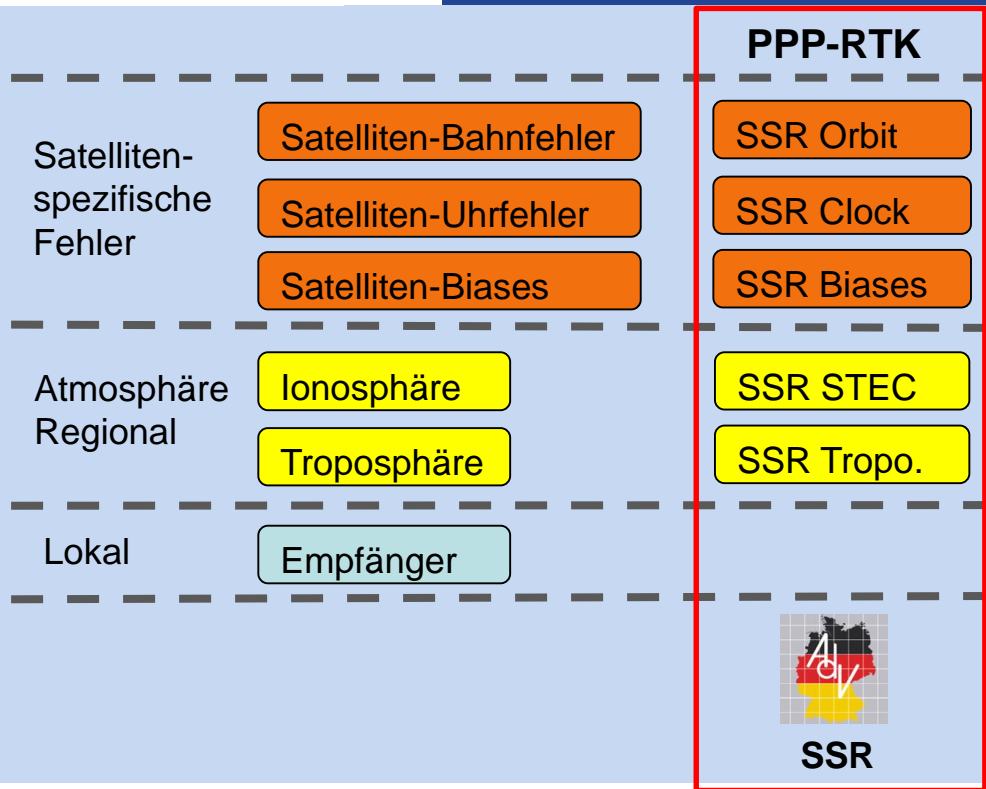 PPP-RTK
Satelliten-
spezifische
Fehler
Satelliten-Bahnfehler
SSR Orbit
Satelliten-Uhrfehler
SSR Clock
Satelliten-Biases
SSR Biases
Atmosphäre
Regional
Ionosphäre
SSR STEC
Troposphäre
SSR Tropo.
Lokal
Empfänger
AdV
SSR